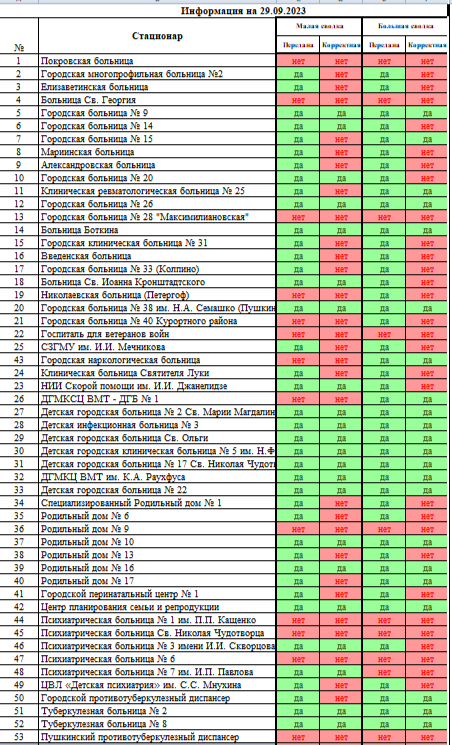 Информация на 29.09.2023
№ Стационар Малая сводка Большая сводка
Передана Корректная Передана Корректная
1 Покровская больница нет нет нет нет
2 Городская многопрофильная больница №2 да нет да нет
3 Елизаветинская больница да нет да нет
4 Больница Св. Георгия нет нет нет нет
5 Городская больница № 9 да да да да
6 Городская больница № 14 да да да нет
7 Городская больница № 15 да нет да да
8 Мариинская больница да нет да нет
9 Александровская больница да нет да нет
10 Городская больница № 20 да да да нет
11 Клиническая ревматологическая больница № 25 да нет да да
12 Городская больница № 26 да да да да
13 Городская больница № 28 "Максимилиановская" нет нет нет нет
14 Больница Боткина да да да да
15 Городская клиническая больница № 31 да нет да нет
16 Введенская больница да нет да нет
17 Городская больница № 33 (Колпино) да нет да нет
18 Больница Св. Иоанна Кронштадтского да да да нет
19 Николаевская больница (Петергоф) нет нет да нет
20 Городская больница № 38 им. Н.А. Семашко (Пушкин да да да да
21 Городская больница № 40 Курортного района нет нет да нет
22 Госпиталь для ветеранов войн нет нет нет нет
25 СЗГМУ им. И.И. Мечникова да нет да нет
43 Городская наркологическая больница нет нет да да
24 Клиническая больница Святителя Луки да нет да нет
23 НИИ Скорой помощи им. И.И. Джанелидзе да да да нет
26 ДГМКСЦ ВМТ - ДГБ № 1 нет нет да да
27 Детская городская больница № 2 Св. Марии Магдалин да да да да
28 Детская инфекционная больница № 3 да да да да
29 Детская городская больница Св. Ольги да да да да
30 Детская городская клиническая больница № 5 им. Н.Ф да да да да
31 Детская городская больница № 17 Св. Николая Чудот да да да да
32 ДГМКЦ ВМТ им. К.А. Раухфуса да да да да
33 Детская городская больница № 22 да да да да
34 Специализированный Родильный дом № 1 да нет да нет
35 Родильный дом № 6 да нет да да
36 Родильный дом № 9 нет нет нет нет
37 Родильный дом № 10 да да да да
38 Родильный дом № 13 да нет да нет
39 Родильный дом № 16 да да да да
40 Родильный дом № 17 да нет да нет
41 Городской перинатальный центр № 1 да нет да нет
42 Центр планирования семьи и репродукции да да да да
44 Психиатрическая больница № 1 им. П.П. Кащенко нет нет нет нет
45 Психиатрическая больница Св. Николая Чудотворца нет нет нет нет
46 Психиатрическая больница № 3 имени И.И. Скворцова да да да нет
47 Психиатрическая больница № 6 нет нет нет нет
48 Психиатрическая больница № 7 им. И.П. Павлова да да нет нет
49 ЦВЛ «Детская психиатрия» им. С.С. Мнухина да нет да нет
50 Городской противотуберкулезный диспансер да да да да
51 Туберкулезная больница № 2 да да да да
52 Туберкулезная больница № 8 да да да да
53 Пушкинский противотуберкулезный диспансер нет нет нет нет